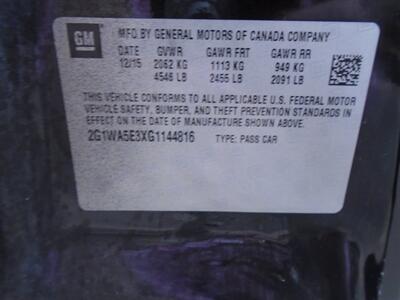 GM
MFD BY GENERAL MOTORS OF CANADA COMPANY
DATE GVWR GAWR FRT GAWR RR
12/15 2062 KG 1113 KG 949 KG
4546 LB 2455 LB 2091 LB
THIS VEHICLE CONFORMS TO ALL APPLICABLE U.S. FEDERAL MOTOR
VEHICLE SAFETY, BUMPER, AND THEFT PREVENTION STANDARDS IN
EFFECT ON THE DATE OF MANUFACTURE SHOWN ABOVE.
2G1WA5E3XG1144816 TYPE: PASS CAR